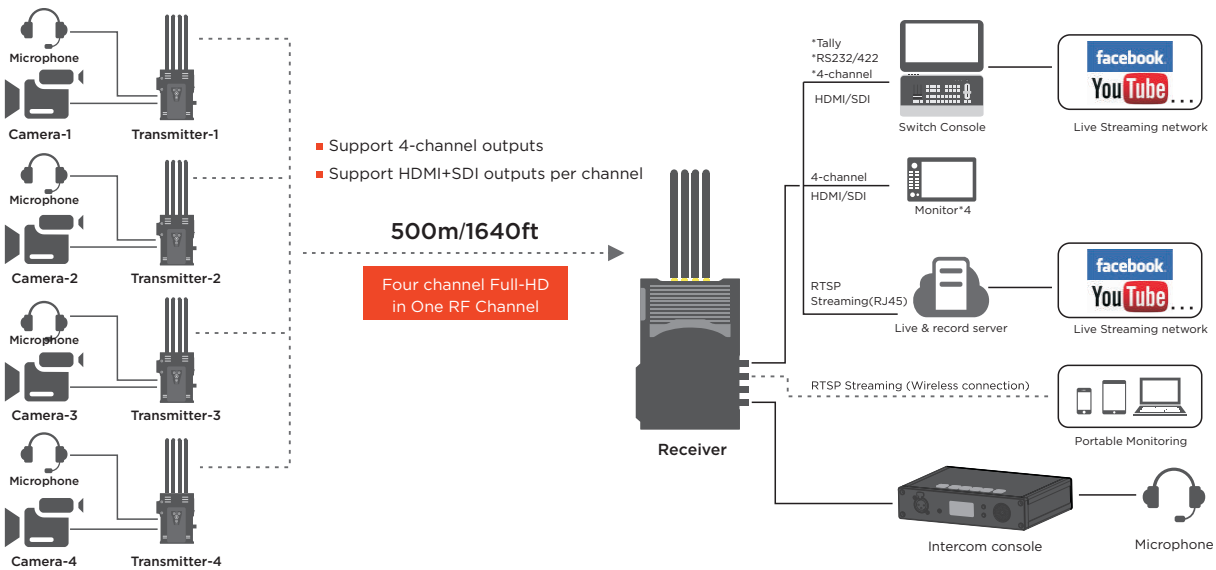 Microphone
Camera-1
Transmitter-1
Microphone
Camera-2
Transmitter-2
Microphone
Camera-3
Transmitter-3
Microphone
Camera-4
Transmitter-4
Support 4-channel outputs
Support HDMI+SDI outputs per channel
500m/1640ft
Four channel Full-HD
in One RF Channel
Receiver
*Tally
*RS232/422
*4-channel
HDMI/SDI
Switch Console
facebook
YouTube...
Live Streaming network
4-channel
HDMI/SDI
Monitor*4
RTSP
Streaming(RJ45)
Live & record server
facebook
YouTube...
Live Streaming network
RTSP Streaming (Wireless connection)
Portable Monitoring
Intercom console
Microphone